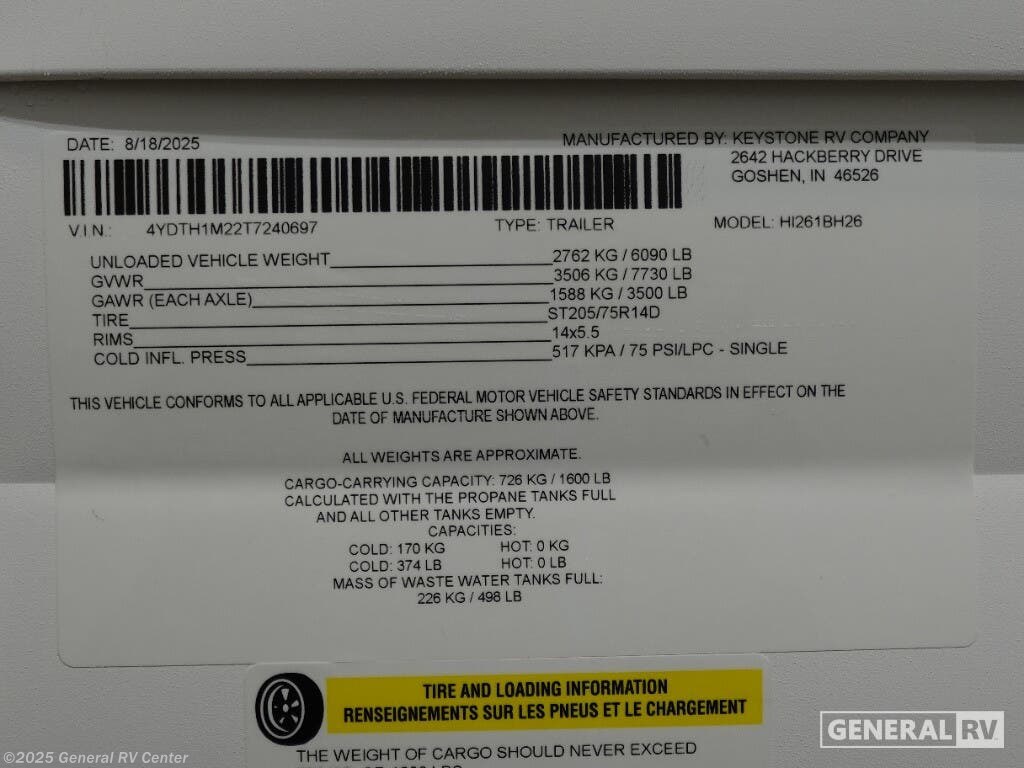 DATE: 8/18/2025
MANUFACTURED BY: KEYSTONE RV COMPANY
2642 HACKBERRY DRIVE
GOSHEN, IN 46526
V.I.N.: 4YDTH1M22T7240697 TYPE: TRAILER MODEL: HI261BH26
UNLOADED VEHICLE WEIGHT 2762 KG / 6090 LB
GVWR 3506 KG / 7730 LB
GAWR (EACH AXLE) 1588 KG / 3500 LB
TIRE ST205/75R14D
RIMS 14x5.5
COLD INFL. PRESS 517 KPA / 75 PSI/LPC - SINGLE
THIS VEHICLE CONFORMS TO ALL APPLICABLE U.S. FEDERAL MOTOR VEHICLE SAFETY STANDARDS IN EFFECT ON THE
DATE OF MANUFACTURE SHOWN ABOVE.
ALL WEIGHTS ARE APPROXIMATE.
CARGO-CARRYING CAPACITY: 726 KG / 1600 LB
CALCULATED WITH THE PROPANE TANKS FULL
AND ALL OTHER TANKS EMPTY.
CAPACITIES:
COLD: 170 KG HOT: 0 KG
COLD: 374 LB HOT: 0 LB
MASS OF WASTE WATER TANKS FULL:
226 KG / 498 LB
TIRE AND LOADING INFORMATION
RENSEIGNEMENTS SUR LES PNEUS ET LE CHARGEMENT
THE WEIGHT OF CARGO SHOULD NEVER EXCEED
GENERAL RV
©2025 General RV Center